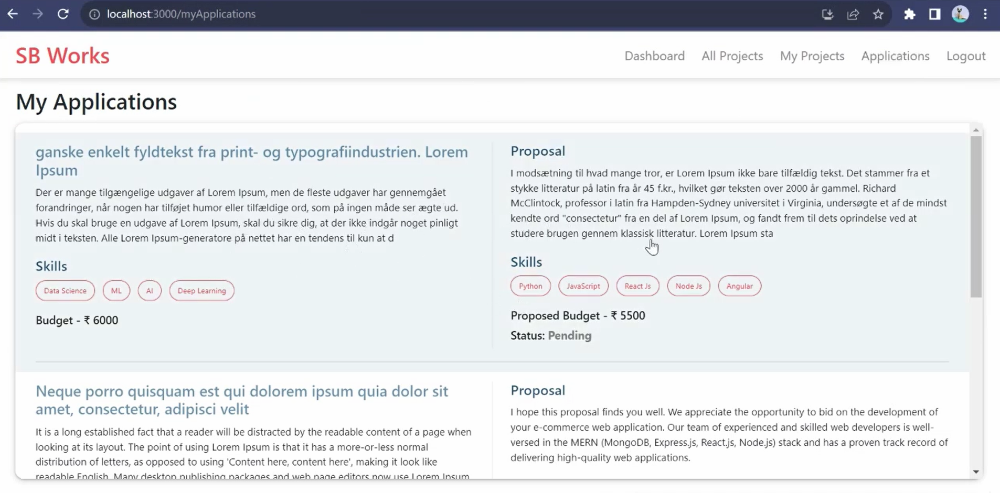 localhost:3000/myApplications
SB Works
Dashboard
All Projects
My Projects
Applications
Logout
My Applications
ganske enkelt fyldtekst fra print- og typografiindustrien. Lorem
Ipsum
Der er mange tilgængelige udgaver af Lorem Ipsum, men de fleste udgaver har gennemgået
forandringer, når nogen har tilføjet humor eller tilfældige ord, som på ingen måde ser ægte ud.
Hvis du skal bruge en udgave af Lorem Ipsum, skal du sikre dig, at der ikke indgår noget pinligt
midt i teksten. Alle Lorem Ipsum-generatore på nettet har en tendens til kun at d
Skills
Data Science
ML
AI
Deep Learning
Budget - ₹ 6000
Proposal
I modsætning til hvad mange tror, er Lorem Ipsum ikke bare tilfældig tekst. Det stammer fra et
stykke litteratur på latin fra år 45 f.kr., hvilket gør teksten over 2000 år gammel. Richard
McClintock, professor i latin fra Hampden-Sydney universitet i Virginia, undersøgte et af de mindst
kendte ord "consectetur" fra en del af Lorem Ipsum, og fandt frem til dets oprindelse ved at
studere brugen gennem klassisk litteratur. Lorem Ipsum sta
Skills
Python
JavaScript
React Js
Node Js
Angular
Proposed Budget - ₹ 5500
Status: Pending
Neque porro quisquam est qui dolorem ipsum quia dolor sit
amet, consectetur, adipisci velit
It is a long established fact that a reader will be distracted by the readable content of a page when
looking at its layout. The point of using Lorem Ipsum is that it has a more-or-less normal
distribution of letters, as opposed to using 'Content here, content here', making it look like
readable English. Many desktop publishing packages and web page editors now use Lorem Ipsum
Proposal
I hope this proposal finds you well. We appreciate the opportunity to bid on the development of
your e-commerce web application. Our team of experienced and skilled web developers is well-
versed in the MERN (MongoDB, Express.js, React.js, Node.js) stack and has a proven track record of
delivering high-quality web applications.